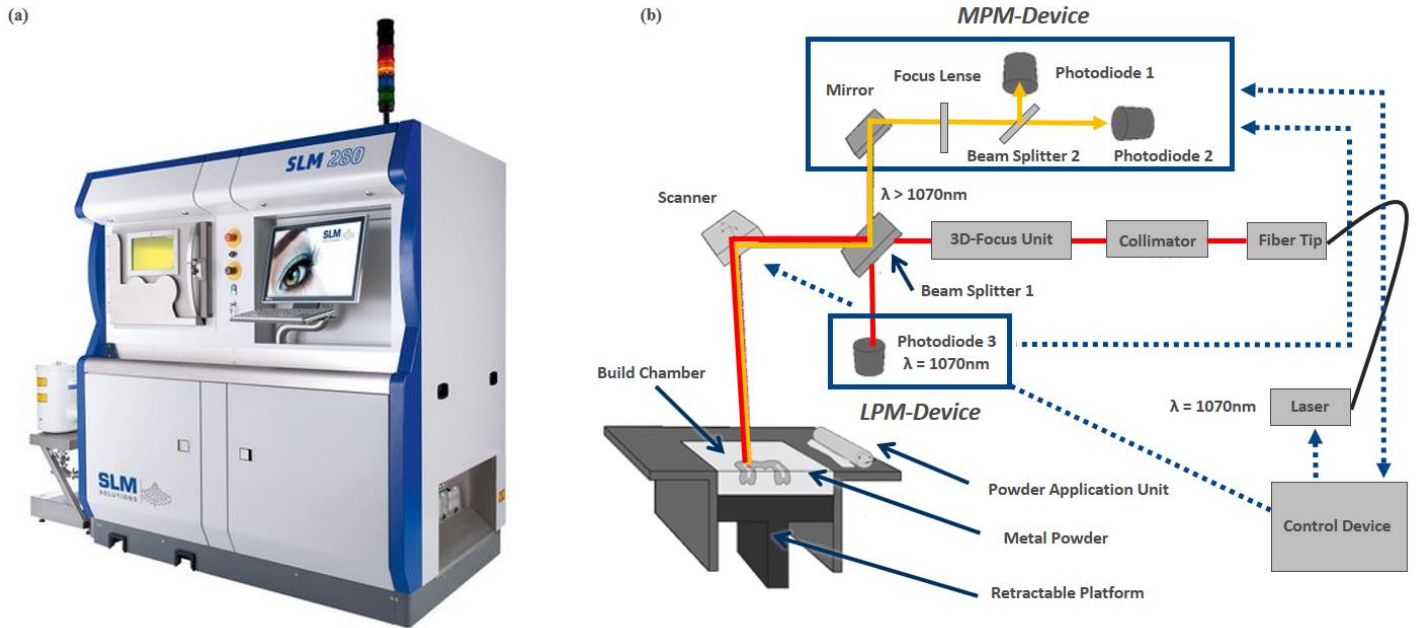 (a)
SLM 280
SLM
SOLUTIONS
SLM
SOLUTIONS
(b)
MPM-Device
Photodiode 1
Focus Lense
Mirror
Beam Splitter 2
Photodiode 2
λ > 1070nm
Scanner
3D-Focus Unit
Collimator
Fiber Tip
Beam Splitter 1
Photodiode 3
λ = 1070nm
Build Chamber
LPM-Device
λ = 1070nm
Laser
Powder Application Unit
Control Device
Metal Powder
Retractable Platform